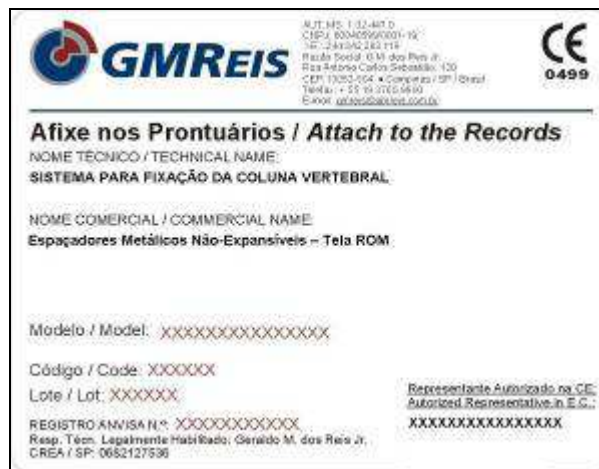 GMREIS
CE
0499
Afixe nos Prontuários / Attach to the Records
NOME TÉCNICO / TECHNICAL NAME:
SISTEMA PARA FIXAÇÃO DA COLUNA VERTEBRAL
NOME COMERCIAL / COMMERCIAL NAME:
Espaçadores Metálicos Não-Expansíveis – Tela ROM
Modelo / Model: XXXXXXXXXXXXXXX
Código / Code: XXXXXX
Lote / Lot: XXXXXX
Representante Autorizado na CE:
Autorized Representative in E.C.:
XXXXXXXXXXXXXXXX
REGISTRO ANVISA N.º: XXXXXXXXXXX
Resp. Técn. Legalmente Habilitado: Geraldo M. dos Reis Jr.
CREA / SP: 0682127536